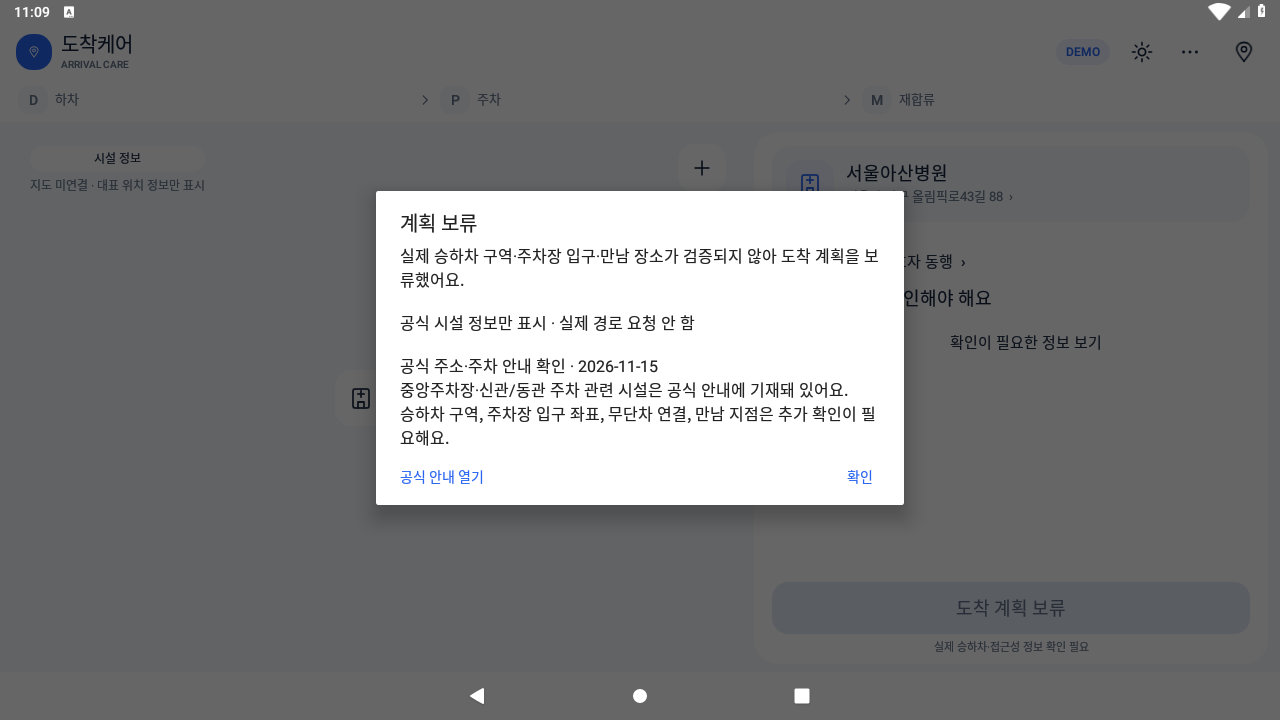 11:09
도착케어
ARRIVAL CARE
DEMO
D 하차
P 주차
M 재합류
시설 정보
지도 미연결 · 대표 위치 정보만 표시
서울아산병원
올림픽로43길 88 ›
동행 ›
인해야 해요
확인이 필요한 정보 보기
계획 보류
실제 승하차 구역·주차장 입구·만남 장소가 검증되지 않아 도착 계획을 보
류했어요.
공식 시설 정보만 표시 · 실제 경로 요청 안 함
공식 주소·주차 안내 확인 · 2026-11-15
중앙주차장·신관/동관 주차 관련 시설은 공식 안내에 기재돼 있어요.
승하차 구역, 주차장 입구 좌표, 무단차 연결, 만남 지점은 추가 확인이 필
요해요.
공식 안내 열기
확인
도착 계획 보류
실제 승하차·접근성 정보 확인 필요